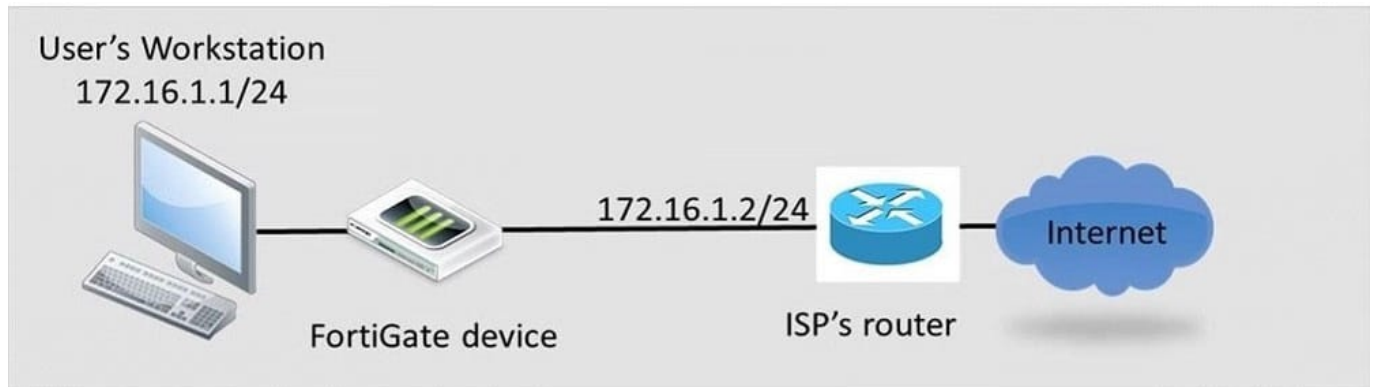 User's Workstation
172.16.1.1/24
172.16.1.2/24
Internet
ISP's router
FortiGate device